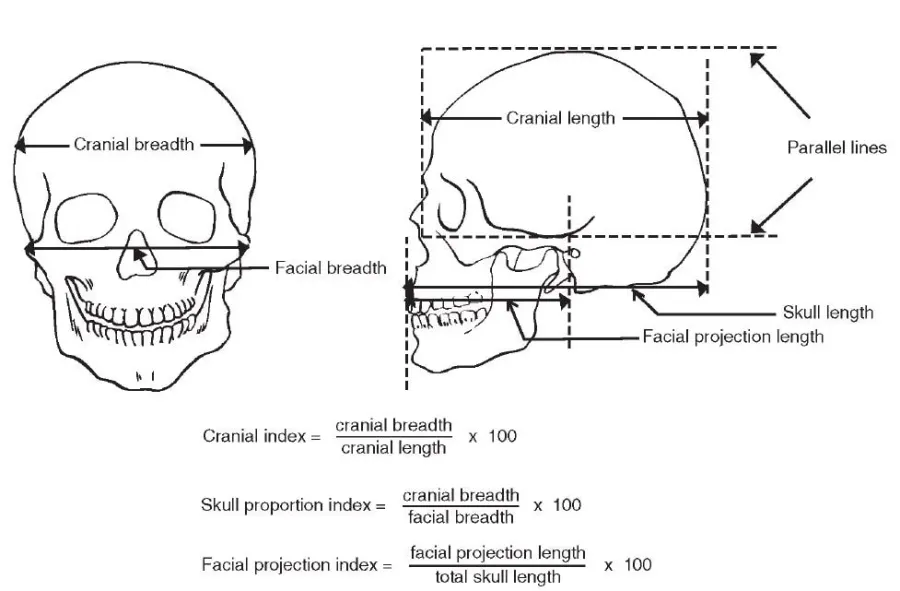 Cranial breadth
Cranial length
Parallel lines
Facial breadth
Skull length
Facial projection length
Cranial index = cranial breadth / cranial length x 100
Skull proportion index = cranial breadth / facial breadth x 100
Facial projection index = facial projection length / total skull length x 100